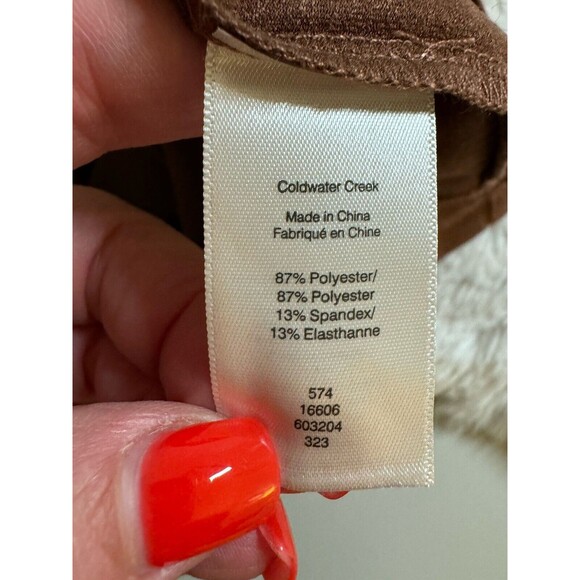 Coldwater Creek
Made in China
Fabriqué en Chine
87% Polyester/
87% Polyester
13% Spandex/
13% Elasthanne
574
16606
603204
323